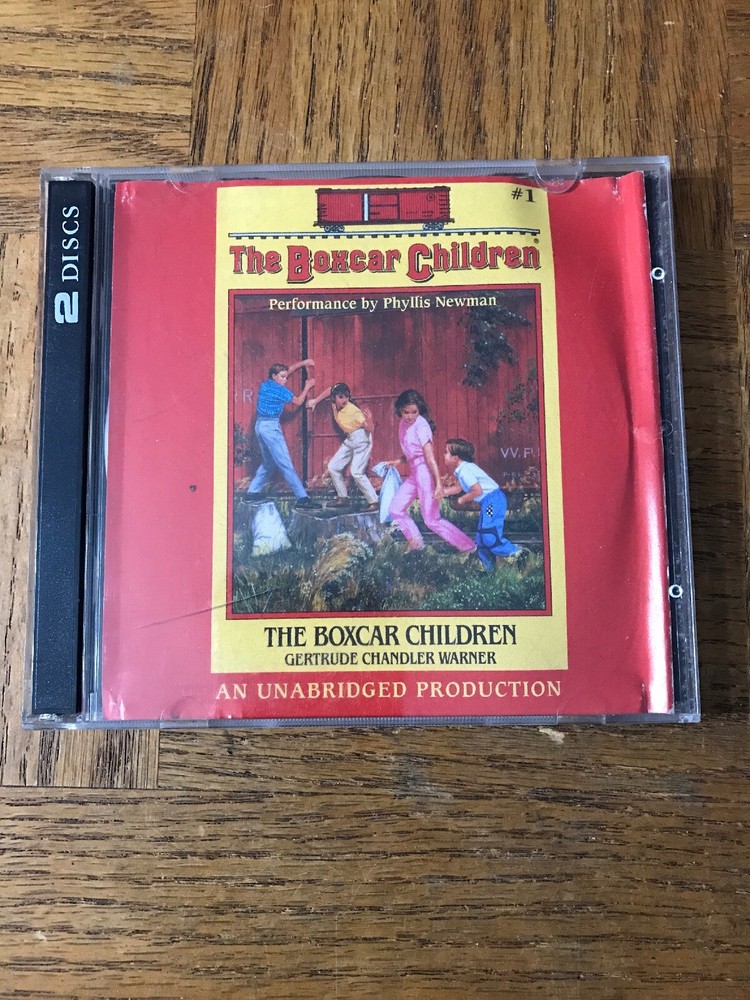 2 DISCS
#1
The Boxcar Children®
Performance by Phyllis Newman
R
W.F.
THE BOXCAR CHILDREN
GERTRUDE CHANDLER WARNER
AN UNABRIDGED PRODUCTION